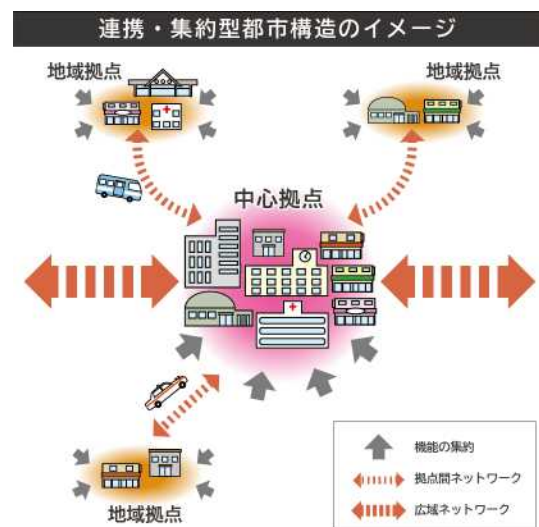 連携・集約型都市構造のイメージ
地域拠点
地域拠点
中心拠点
地域拠点
機能の集約
拠点間ネットワーク
広域ネットワーク